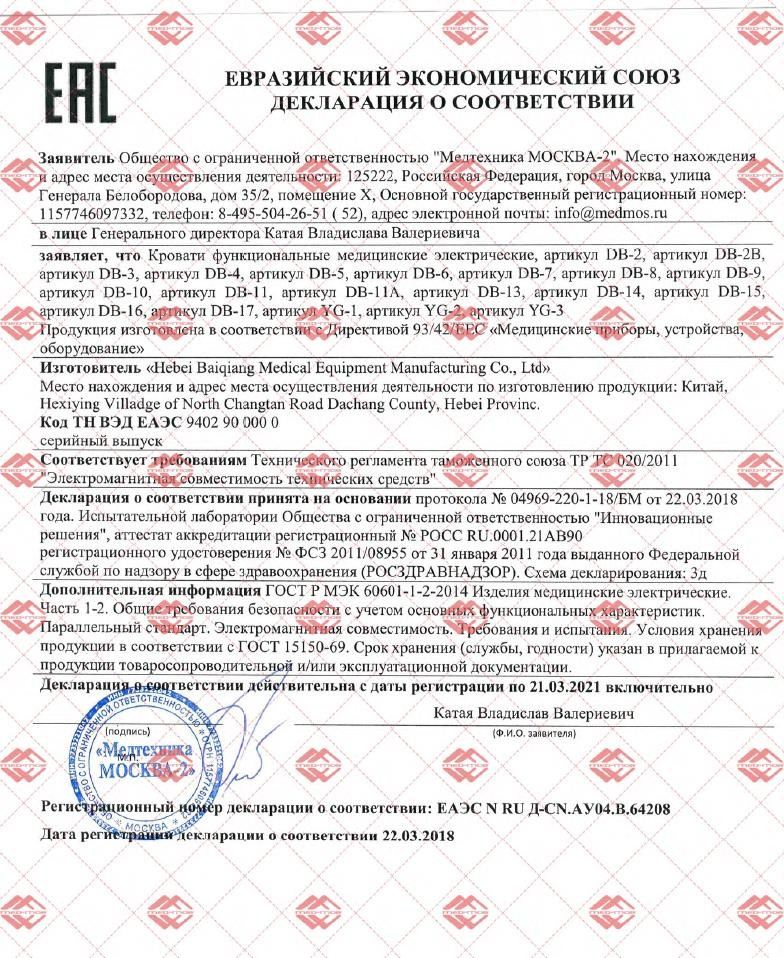 EAC
ЕВРАЗИЙСКИЙ ЭКОНОМИЧЕСКИЙ СОЮЗ
ДЕКЛАРАЦИЯ О СООТВЕТСТВИИ
Заявитель Общество с ограниченной ответственностью "Медтехника МОСКВА-2". Место нахождения
и адрес места осуществления деятельности: 125222, Российская Федерация, город Москва, улица
Генерала Белобородова, дом 35/2, помещение X, Основной государственный регистрационный номер:
1157746097332, телефон: 8-495-504-26-51 ( 52), адрес электронной почты: info@medmos.ru
в лице Генерального директора Катая Владислава Валериевича
заявляет, что Кровати функциональные медицинские электрические, артикул DB-2, артикул DB-2B,
артикул DB-3, артикул DB-4, артикул DB-5, артикул DB-6, артикул DB-7, артикул DB-8, артикул DB-9,
артикул DB-10, артикул DB-11, артикул DB-11A, артикул DB-13, артикул DB-14, артикул DB-15,
артикул DB-16, артикул DB-17, артикул YG-1, артикул YG-2, артикул YG-3
Продукция изготовлена в соответствии с Директивой 93/42/EEC «Медицинские приборы, устройства,
оборудование»
Изготовитель «Hebei Baiqiang Medical Equipment Manufacturing Co., Ltd»
Место нахождения и адрес места осуществления деятельности по изготовлению продукции: Китай,
Hexiying Villadge of North Changtan Road Dachang County, Hebei Provinc.
Код ТН ВЭД ЕАЭС 9402 90 000 0
серийный выпуск
Соответствует требованиям Технического регламента таможенного союза ТР ТС 020/2011
"Электромагнитная совместимость технических средств"
Декларация о соответствии принята на основании протокола № 04969-220-1-18/БМ от 22.03.2018
года. Испытательной лаборатории Общества с ограниченной ответственностью "Инновационные
решения", аттестат аккредитации регистрационный № РОСС RU.0001.21АВ90
регистрационного удостоверения № ФСЗ 2011/08955 от 31 января 2011 года выданного Федеральной
службой по надзору в сфере здравоохранения (РОСЗДРАВНАДЗОР). Схема декларирования: 3д
Дополнительная информация ГОСТ Р МЭК 60601-1-2-2014 Изделия медицинские электрические.
Часть 1-2. Общие требования безопасности с учетом основных функциональных характеристик.
Параллельный стандарт. Электромагнитная совместимость. Требования и испытания. Условия хранения
продукции в соответствии с ГОСТ 15150-69. Срок хранения (службы, годности) указан в прилагаемой к
продукции товаросопроводительной и/или эксплуатационной документации.
Декларация о соответствии действительна с даты регистрации по 21.03.2021 включительно
Катая Владислав Валериевич
(подпись)
(Ф.И.О. заявителя)
М.П.
«Медтехника
МОСКВА-2»
ОБЩЕСТВО С ОГРАНИ�ченной ОТВЕТСТВЕННОСТЬЮ
МОСКВА
Регистрационный номер декларации о соответствии: ЕАЭС N RU Д-CN.АУ04.В.64208
Дата регистрации декларации о соответствии 22.03.2018